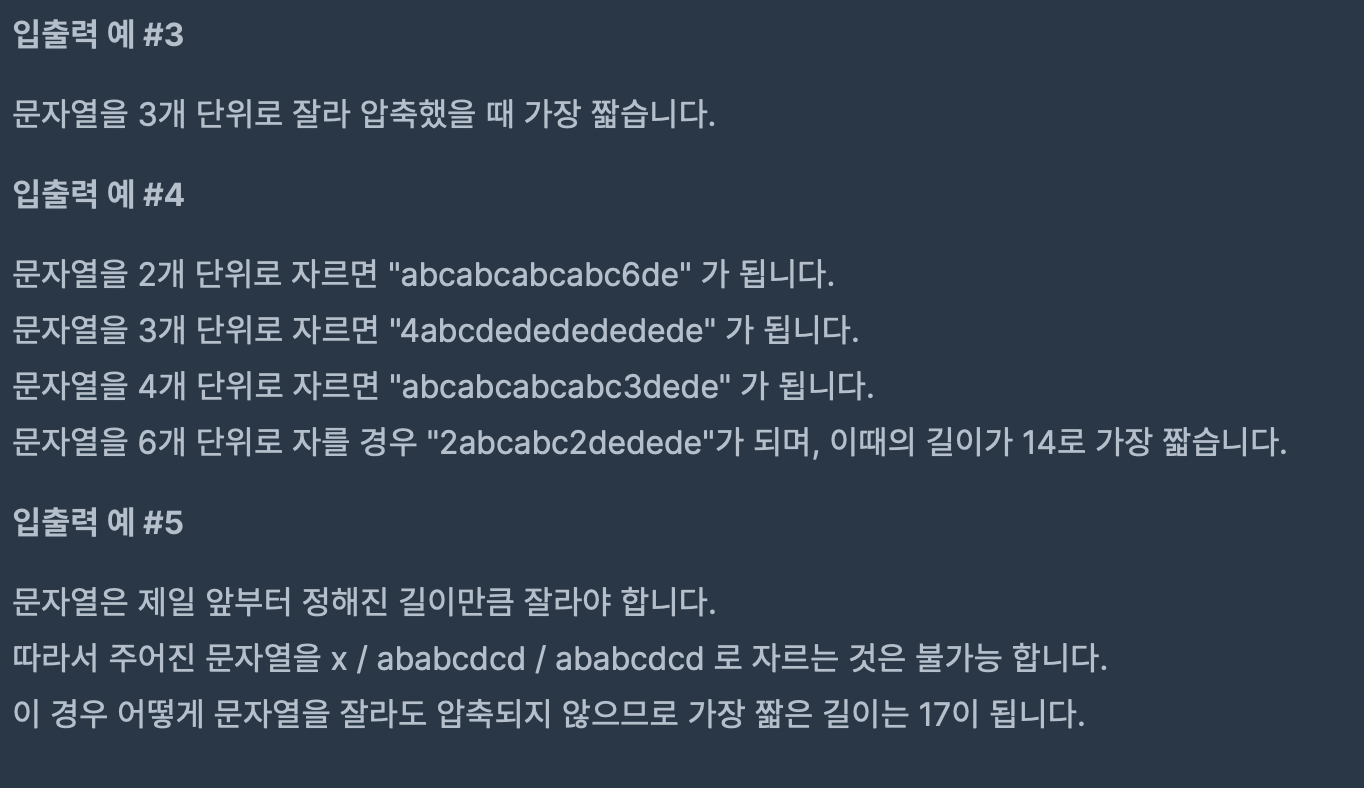 입출력 예 #3
문자열을 3개 단위로 잘라 압축했을 때 가장 짧습니다.
입출력 예 #4
문자열을 2개 단위로 자르면 "abcabcabcabc6de" 가 됩니다.
문자열을 3개 단위로 자르면 "4abcdededededede" 가 됩니다.
문자열을 4개 단위로 자르면 "abcabcabcabc3dede" 가 됩니다.
문자열을 6개 단위로 자를 경우 "2abcabc2dedede"가 되며, 이때의 길이가 14로 가장 짧습니다.
입출력 예 #5
문자열은 제일 앞부터 정해진 길이만큼 잘라야 합니다.
따라서 주어진 문자열을 x / ababcdcd / ababcdcd 로 자르는 것은 불가능 합니다.
이 경우 어떻게 문자열을 잘라도 압축되지 않으므로 가장 짧은 길이는 17이 됩니다.